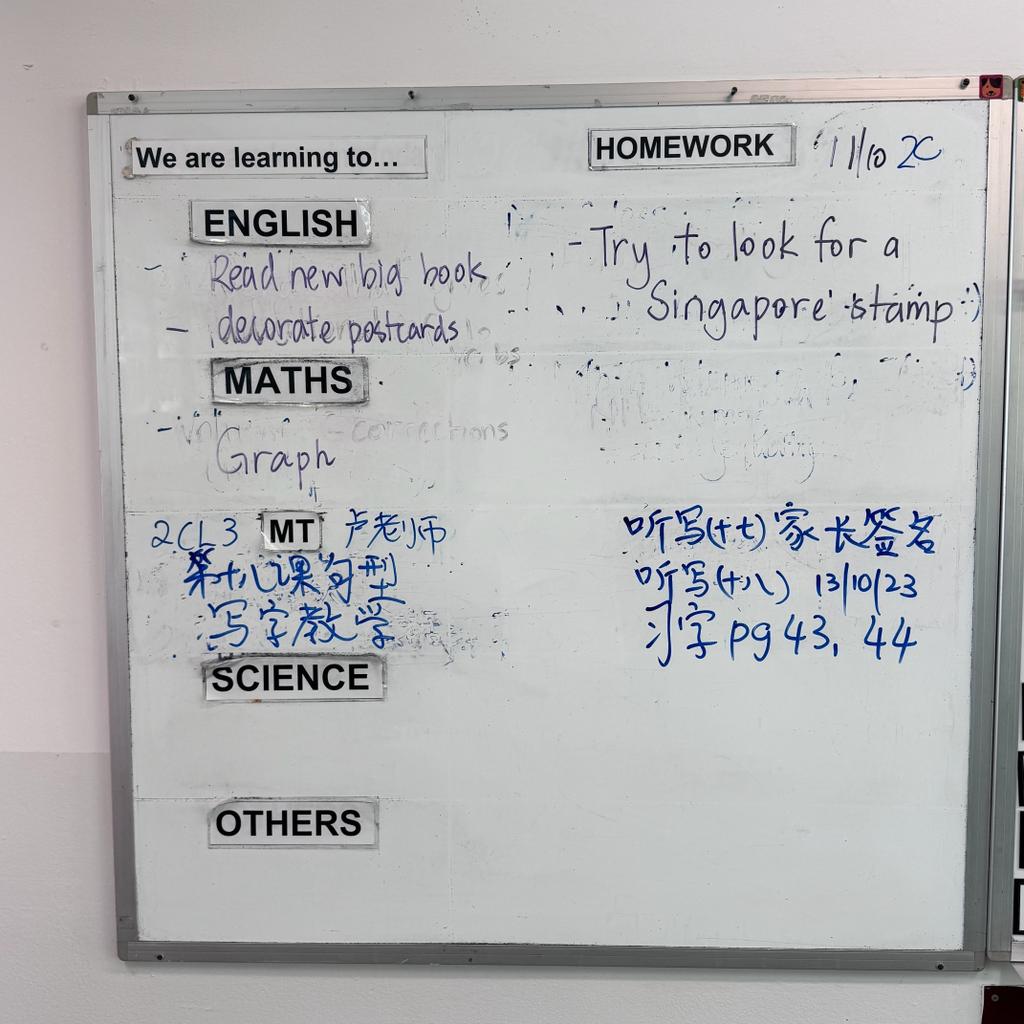 We are learning to...
HOMEWORK 11/10 2C
ENGLISH
- Read new big book
- decorate postcards
- Try to look for a
Singapore stamp :)
MATHS
- corrections
Graph
2CL3 MT 卢老师
第十八课句型
写字教学
听写(十七) 家长签名
听写(十八) 13/10/23
习字 pg 43, 44
SCIENCE
OTHERS